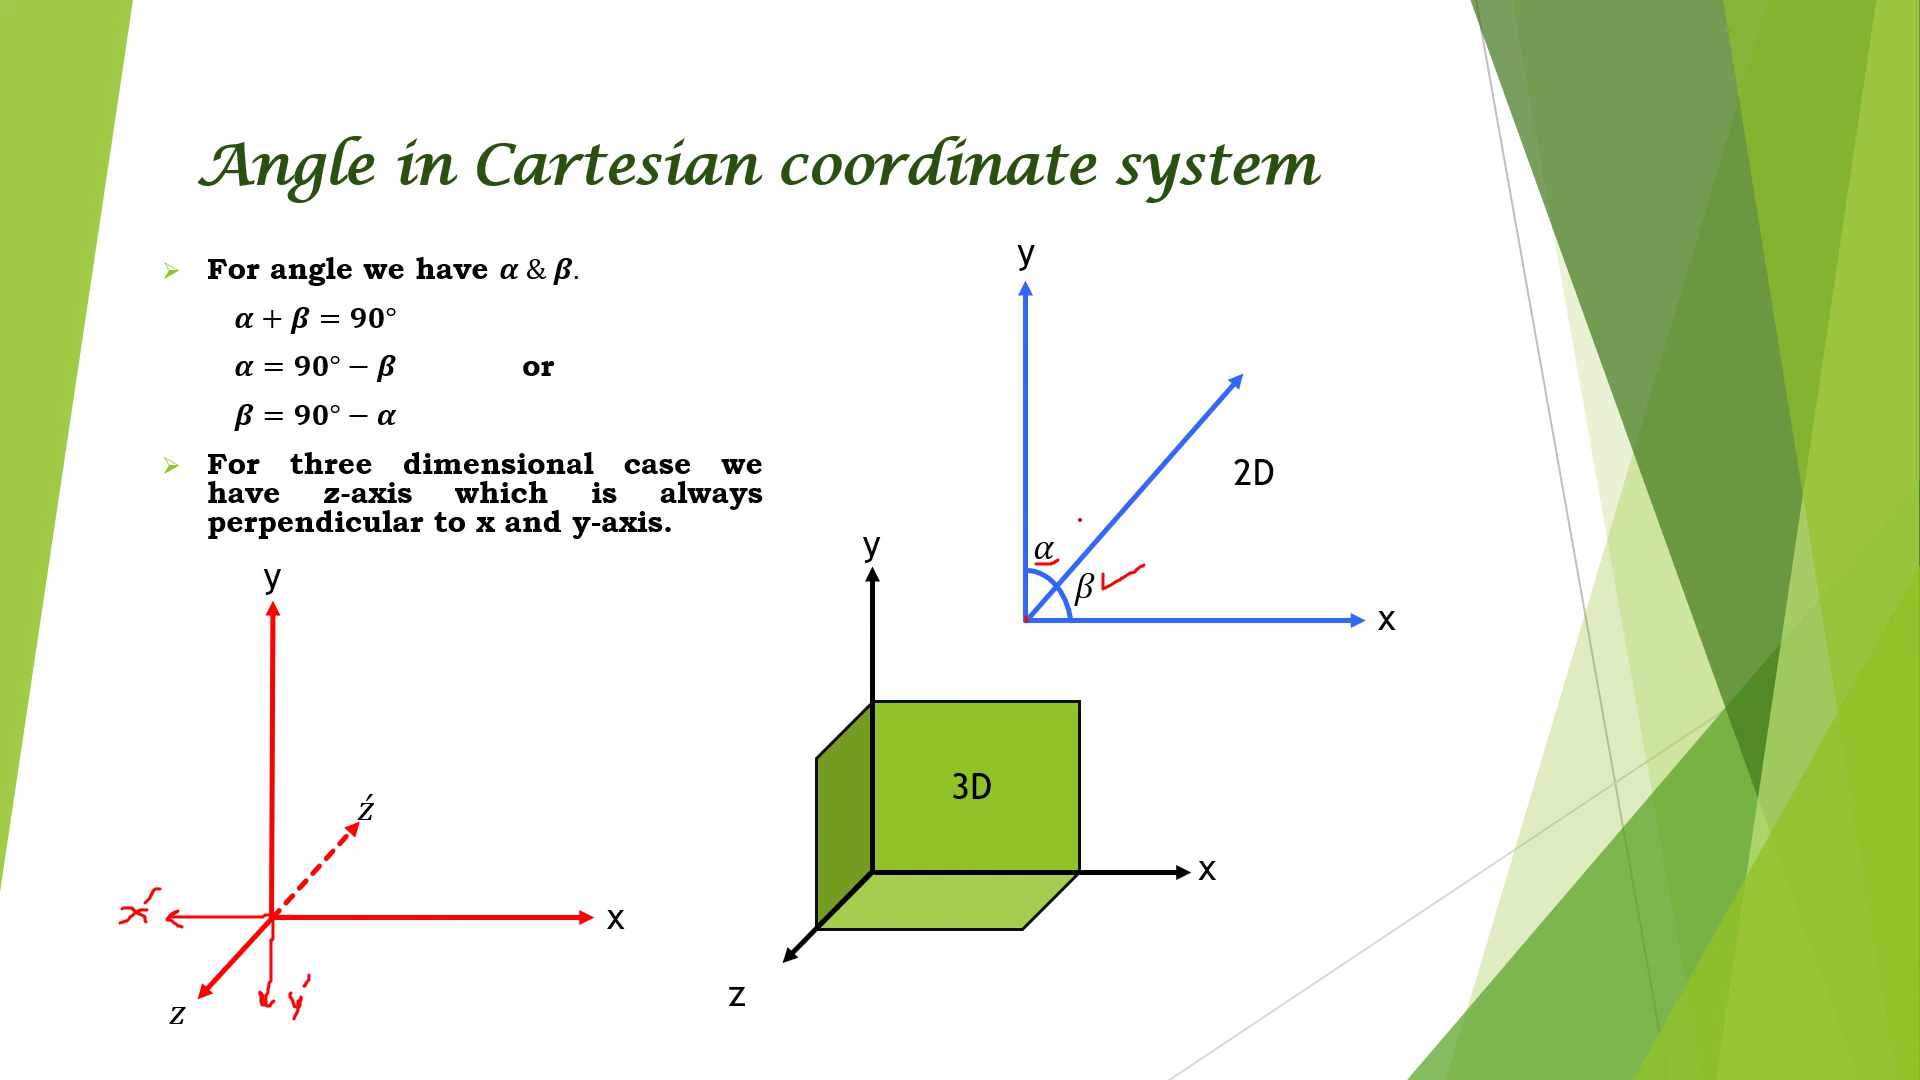 Angle in Cartesian coordinate system
For angle we have α & β.
α + β = 90°
α = 90° − β or
β = 90° − α
For three dimensional case we
have z-axis which is always
perpendicular to x and y-axis.
y
2D
α
β
x
y
ź
x′
x
y′
z
y
3D
x
z